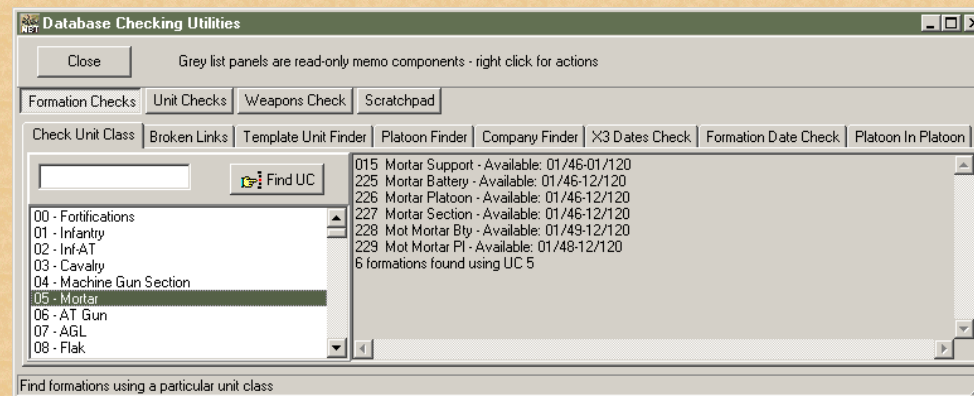 Database Checking Utilities
Close
Grey list panels are read-only memo components - right click for actions
Formation Checks Unit Checks Weapons Check Scratchpad
Check Unit Class Broken Links Template Unit Finder Platoon Finder Company Finder X3 Dates Check Formation Date Check Platoon In Platoon
Find UC
00 - Fortifications
01 - Infantry
02 - Inf-AT
03 - Cavalry
04 - Machine Gun Section
05 - Mortar
06 - AT Gun
07 - AGL
08 - Flak
015 Mortar Support - Available: 01/46-01/120
225 Mortar Battery - Available: 01/46-12/120
226 Mortar Platoon - Available: 01/46-12/120
227 Mortar Section - Available: 01/46-12/120
228 Mot Mortar Bty - Available: 01/49-12/120
229 Mot Mortar Pl - Available: 01/48-12/120
6 formations found using UC 5
Find formations using a particular unit class